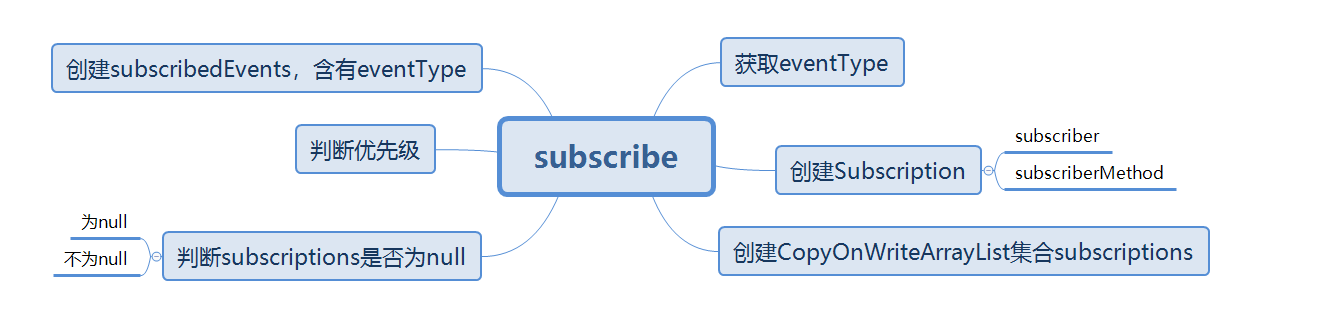 创建subscribedEvents，含有eventType
获取eventType
判断优先级
subscribe
创建Subscription
subscriber
subscriberMethod
为null
不为null
判断subscriptions是否为null
创建CopyOnWriteArrayList集合subscriptions